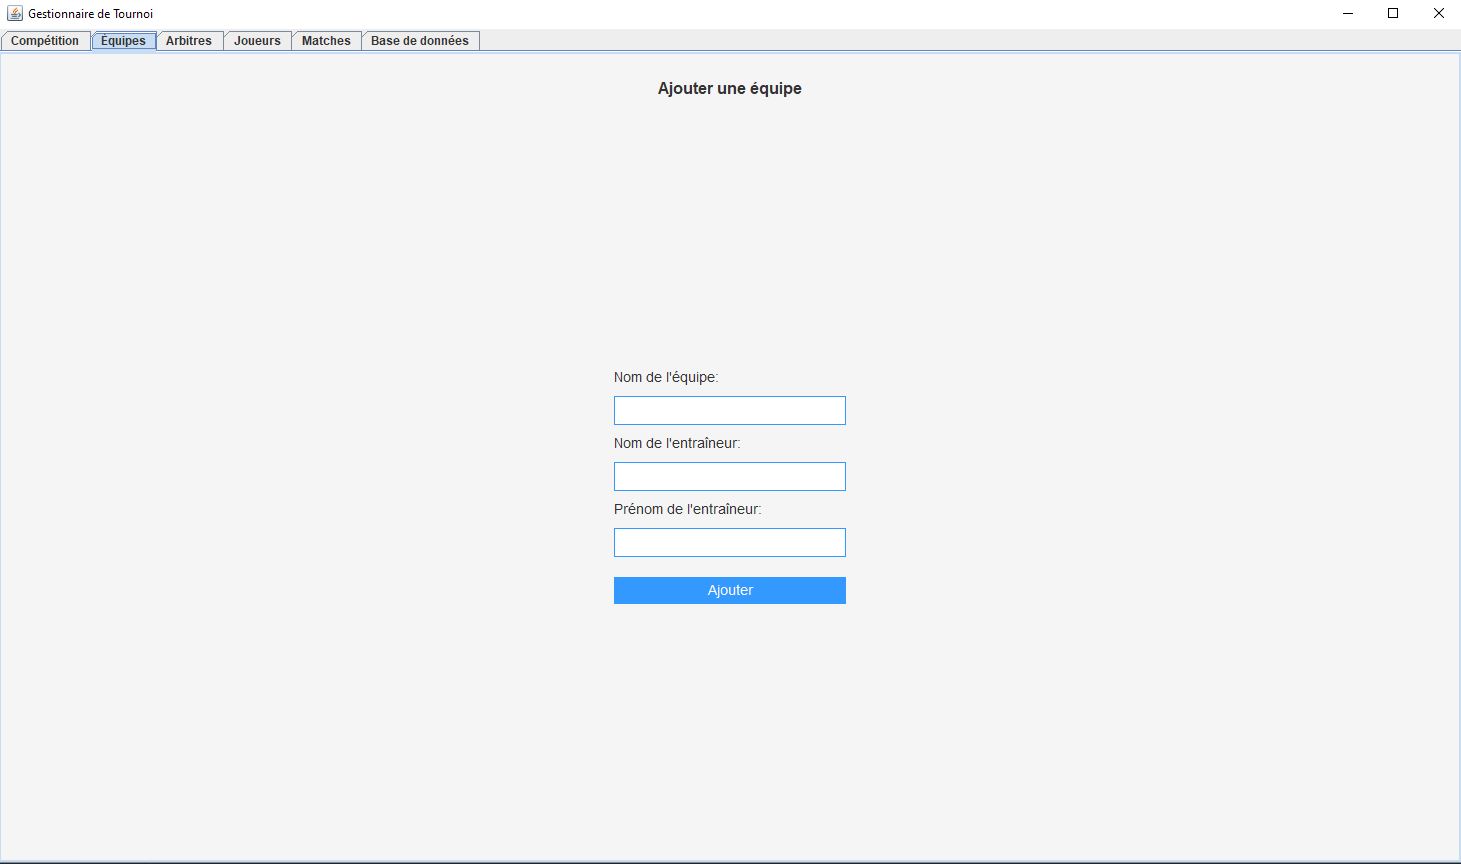 Gestionnaire de Tournoi
Compétition Équipes Arbitres Joueurs Matches Base de données
Ajouter une équipe
Nom de l'équipe:
Nom de l'entraîneur:
Prénom de l'entraîneur:
Ajouter